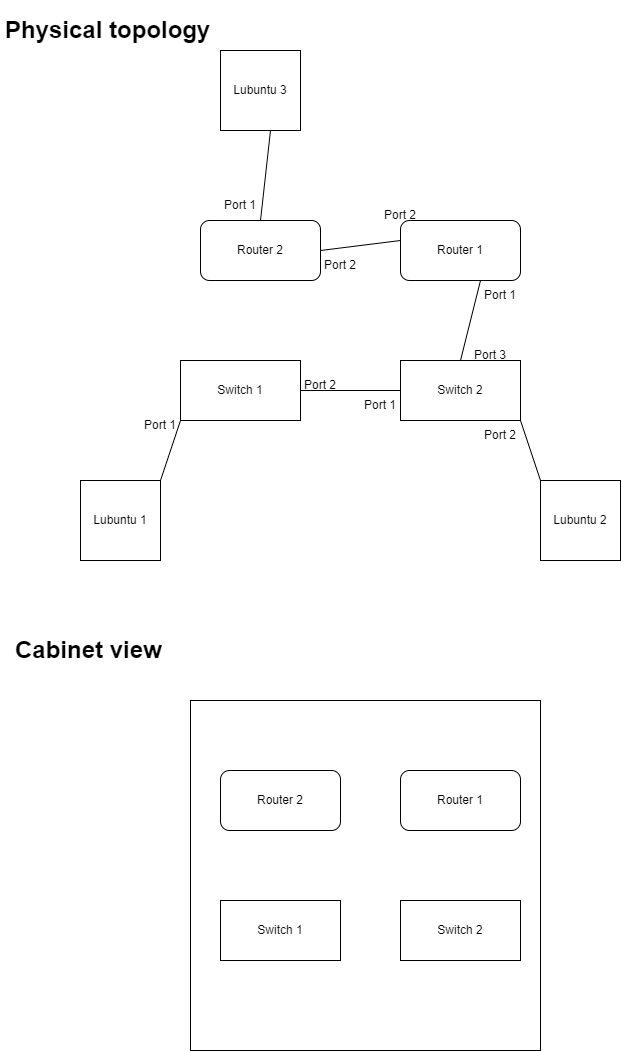 Physical topology
Lubuntu 3
Port 1
Port 2
Router 2
Router 1
Port 2
Port 1
Port 3
Switch 1
Port 2
Switch 2
Port 1
Port 1
Port 2
Lubuntu 1
Lubuntu 2
Cabinet view
Router 2
Router 1
Switch 1
Switch 2